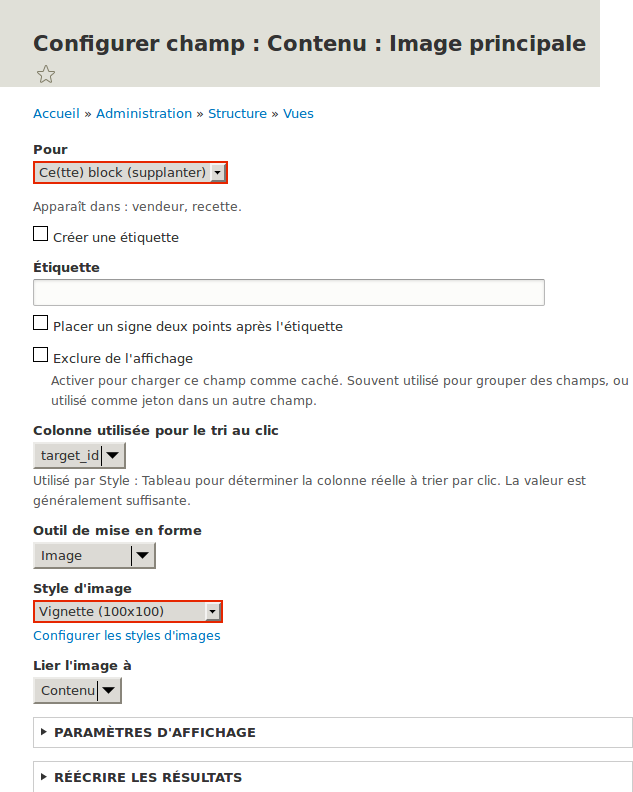 Configurer champ : Contenu : Image principale
Accueil » Administration » Structure » Vues
Pour
Ce(tte) block (supplanter)
Apparaît dans : vendeur, recette.
Créer une étiquette
Étiquette
Placer un signe deux points après l'étiquette
Exclure de l'affichage
Activer pour charger ce champ comme caché. Souvent utilisé pour grouper des champs, ou
utilisé comme jeton dans un autre champ.
Colonne utilisée pour le tri au clic
target_id
Utilisé par Style : Tableau pour déterminer la colonne réelle à trier par clic. La valeur est
généralement suffisante.
Outil de mise en forme
Image
Style d'image
Vignette (100x100)
Configurer les styles d'images
Lier l'image à
Contenu
PARAMÈTRES D'AFFICHAGE
RÉÉCRIRE LES RÉSULTATS